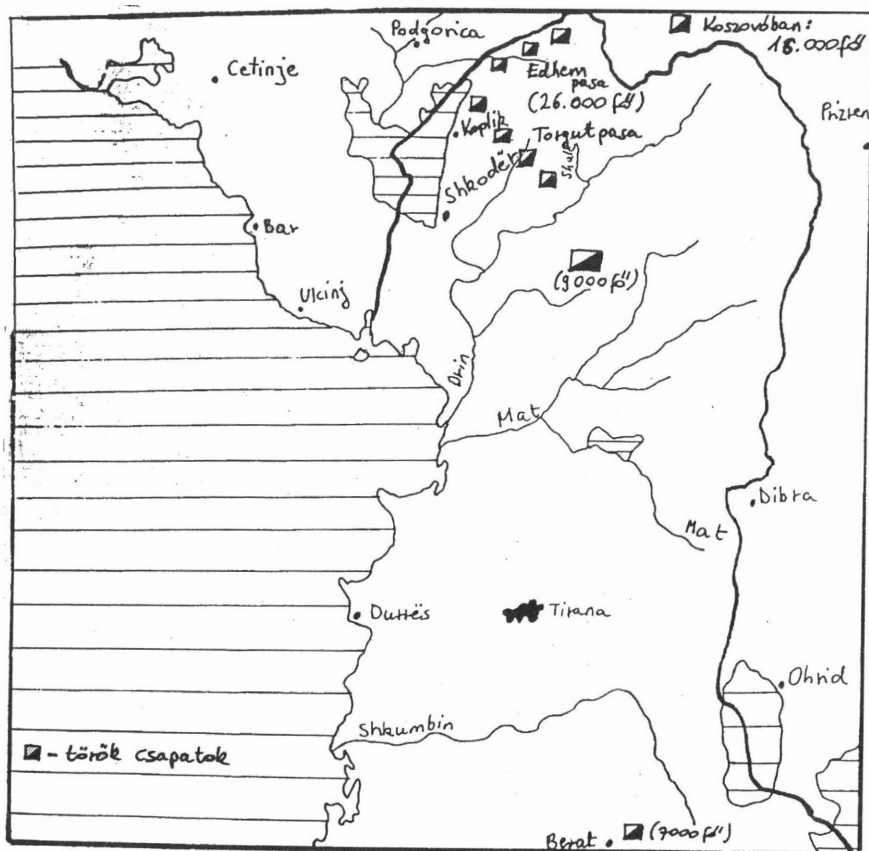 Podgorica
Koszovóban:
18.000 fő
Cetinje
Edhem
pasa
(26.000 fő)
Prizren
Koplik
Torgut pasa
Shkodër
Shala
Bar
(9000 fő)
Ulcinj
Drin
Mat
Dibra
Mat
Durrës
Tirana
Ohrid
Shkumbin
- török csapatok
Berat
(7000 fő)